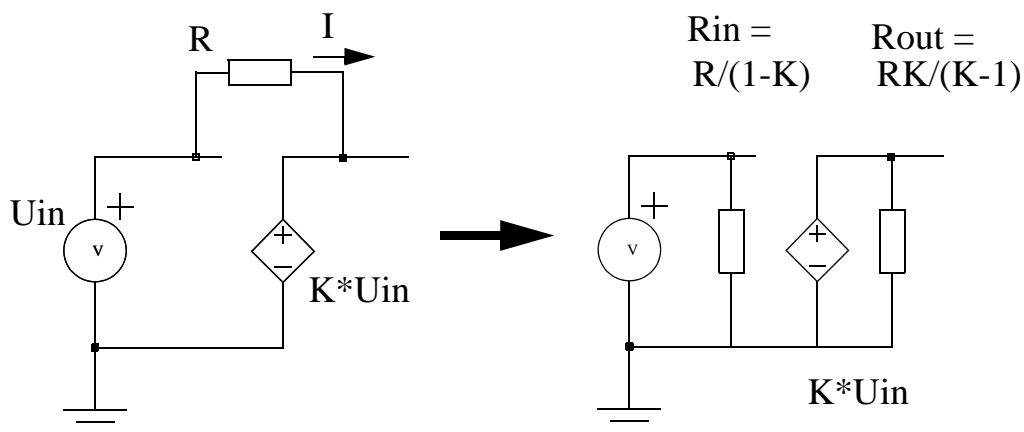 R
I
Uin
+
v
+
−
K*Uin
Rin =
R/(1-K)
Rout =
RK/(K-1)
+
v
+
−
K*Uin